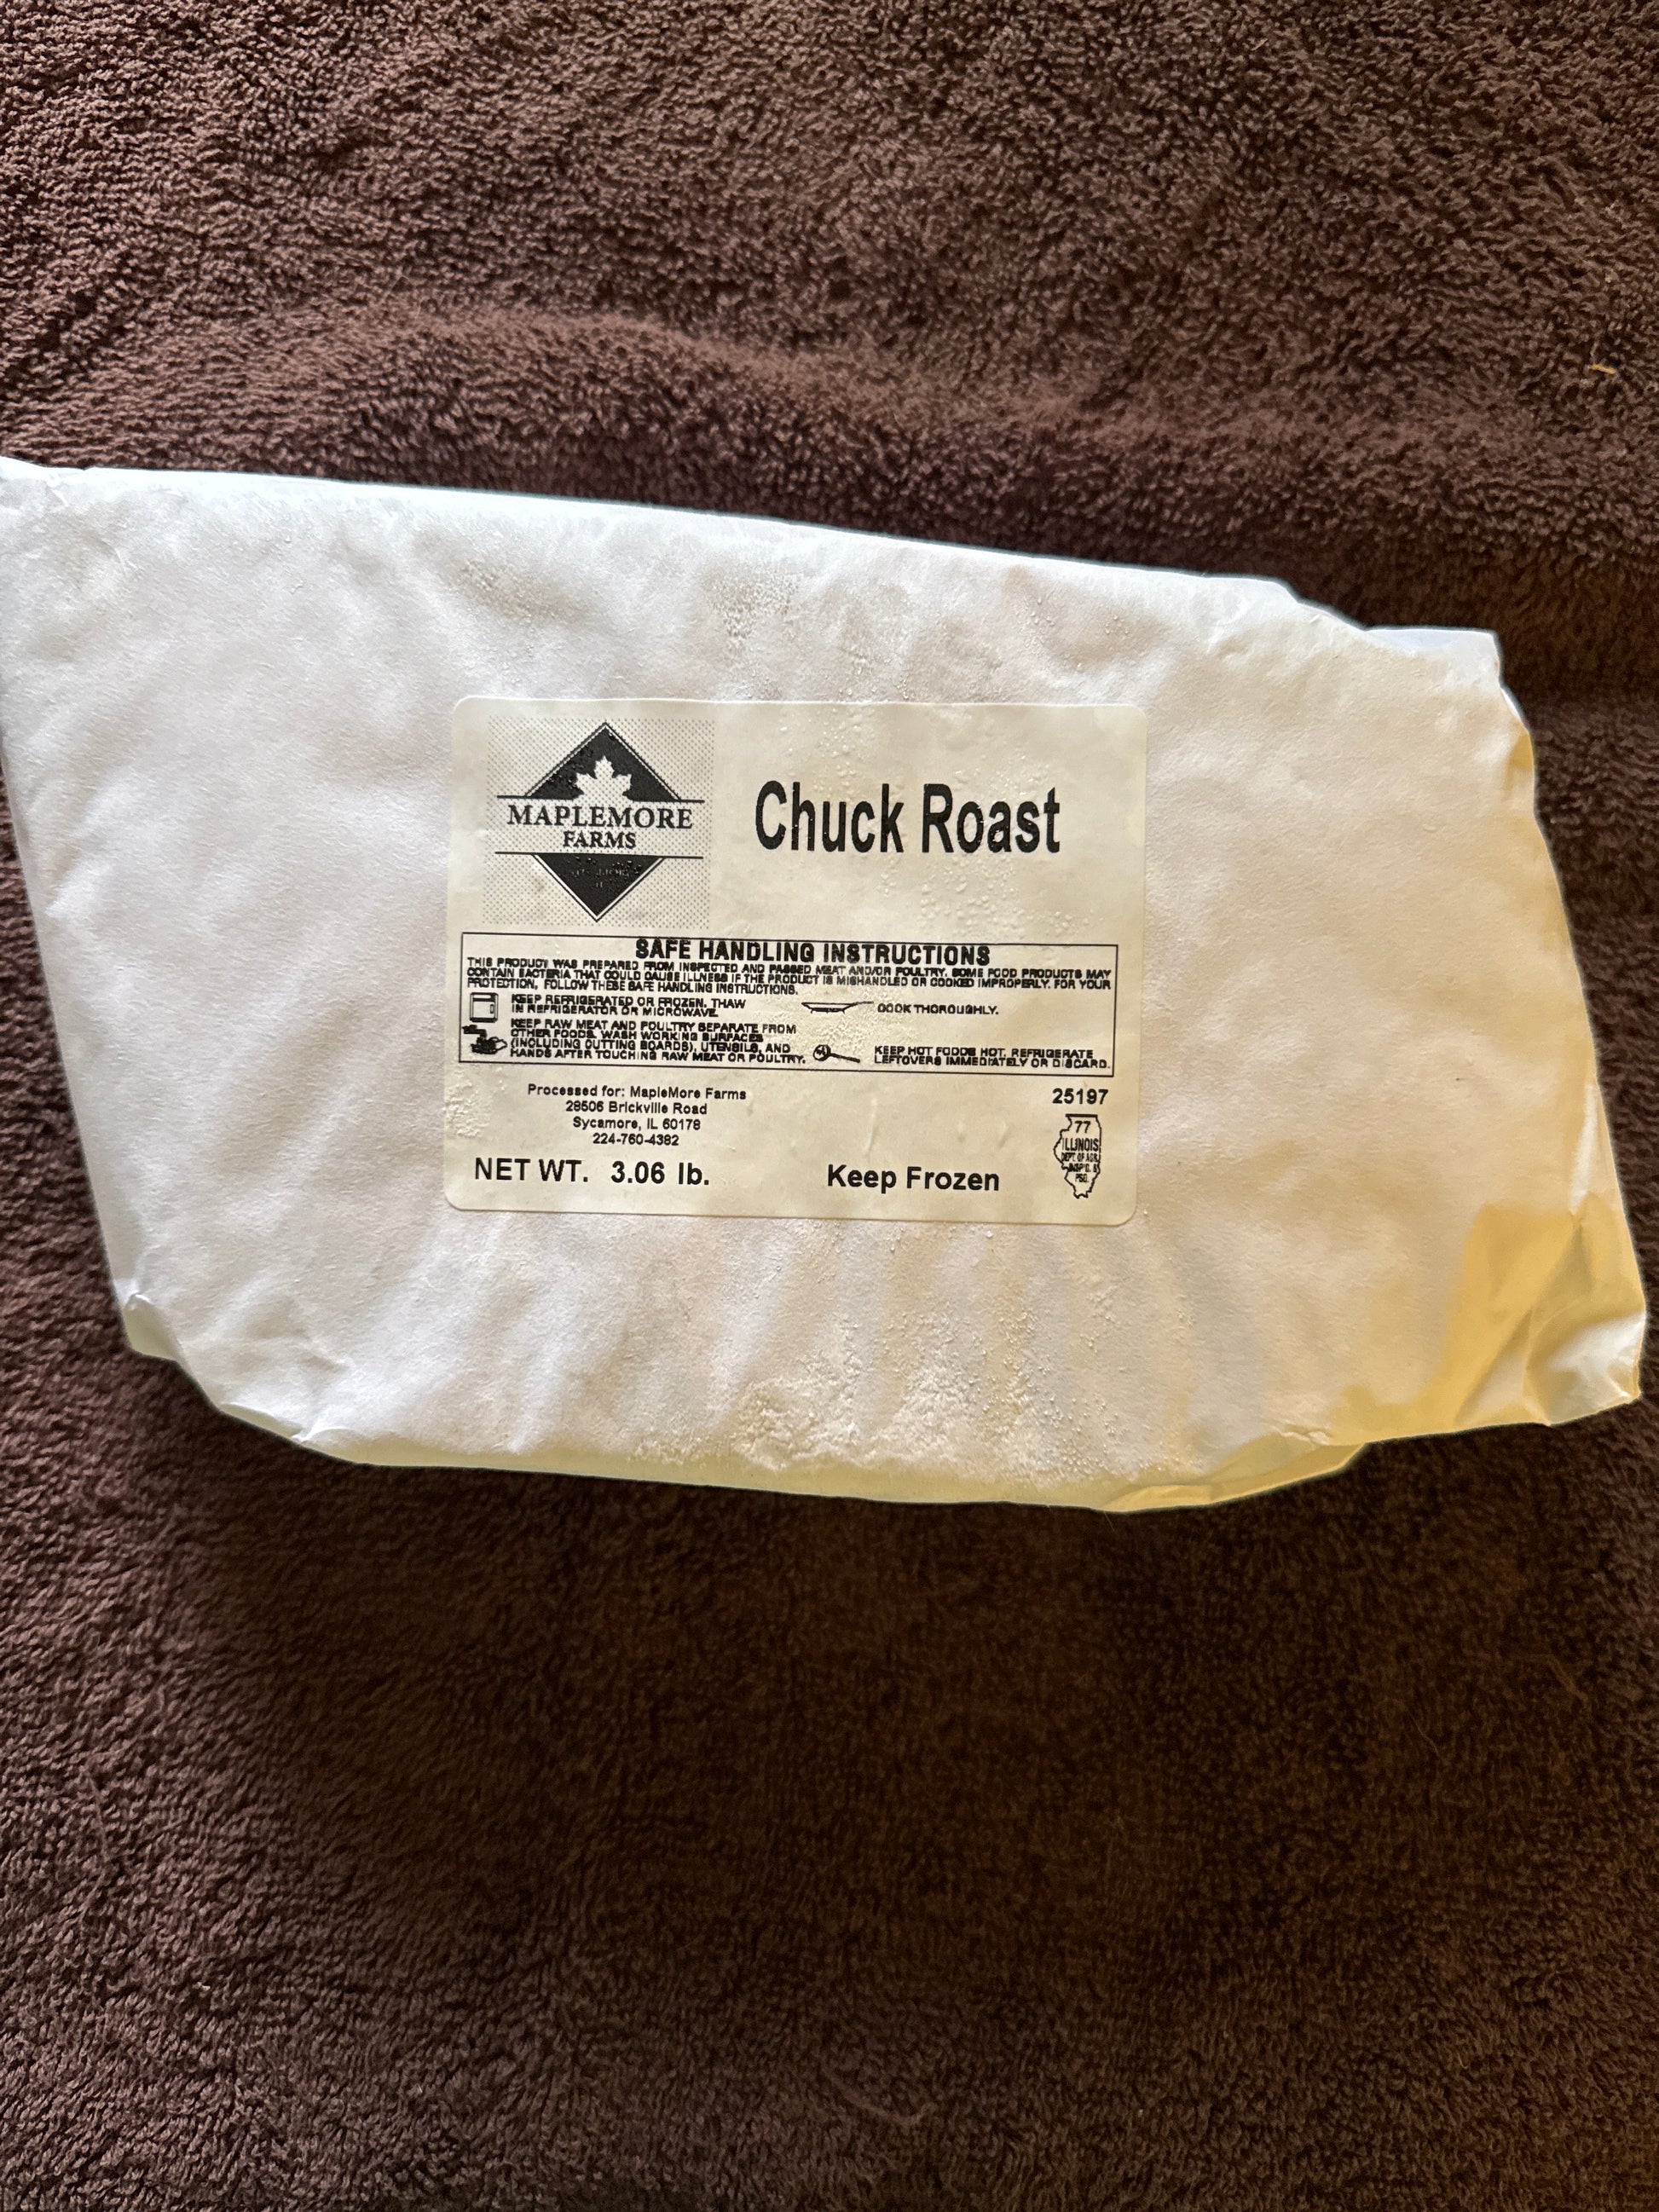 MAPLEMORE
FARMS
Chuck Roast
SAFE HANDLING INSTRUCTIONS
THIS PRODUCT WAS PREPARED FROM INSPECTED AND PASSED MEAT AND/OR POULTRY. SOME FOOD PRODUCTS MAY
CONTAIN BACTERIA THAT COULD CAUSE ILLNESS IF THE PRODUCT IS MISHANDLED OR COOKED IMPROPERLY. FOR YOUR
PROTECTION, FOLLOW THESE SAFE HANDLING INSTRUCTIONS.
KEEP REFRIGERATED OR FROZEN. THAW
IN REFRIGERATOR OR MICROWAVE.
COOK THOROUGHLY.
KEEP RAW MEAT AND POULTRY SEPARATE FROM
OTHER FOODS. WASH WORKING SURFACES
(INCLUDING CUTTING BOARDS), UTENSILS, AND
HANDS AFTER TOUCHING RAW MEAT OR POULTRY.
KEEP HOT FOODS HOT. REFRIGERATE
LEFTOVERS IMMEDIATELY OR DISCARD.
Processed for: MapleMore Farms
28506 Brickville Road
Sycamore, IL 60178
224-760-4382
25197
77
ILLINOIS
DEPT. OF AGR.
INSP'D. &
PSD.
NET WT. 3.06 lb.
Keep Frozen